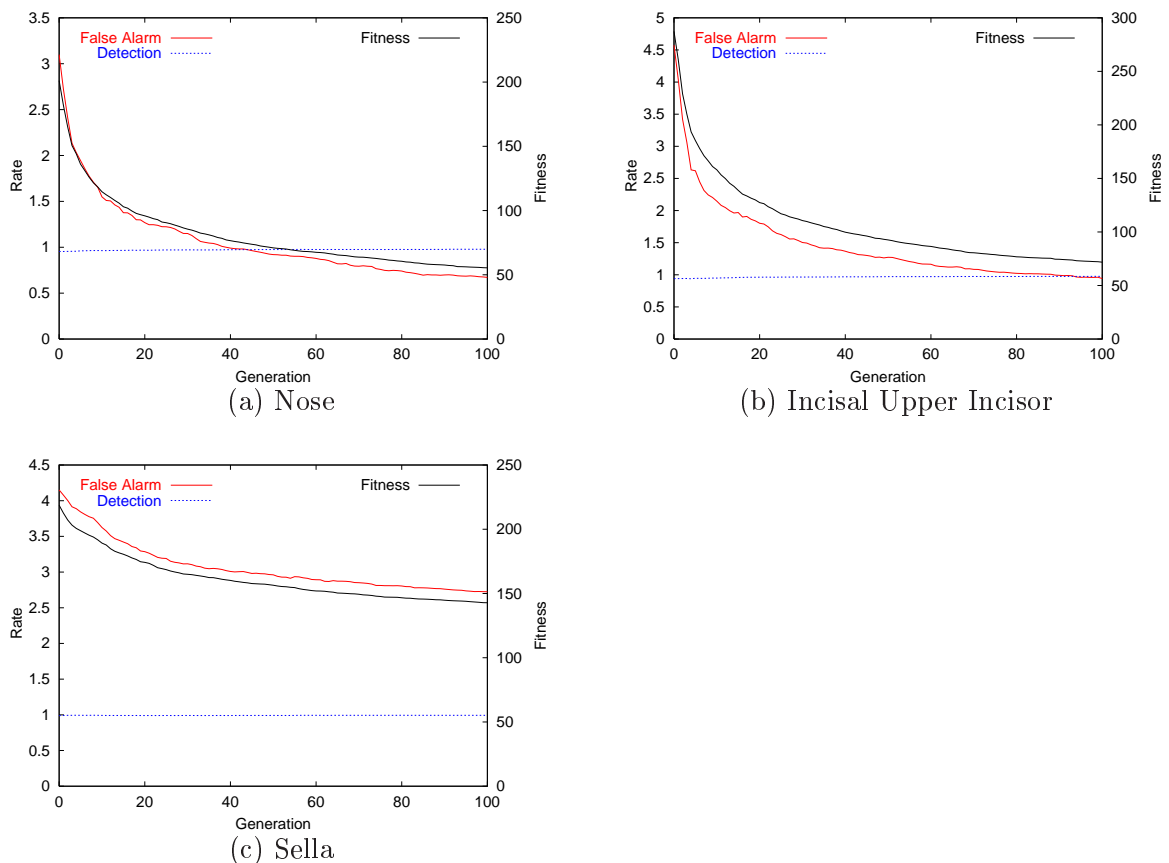 3.5
3
2.5
2
1.5
1
0.5
0
Rate
False Alarm
Detection
Fitness
250
200
150
100
50
0
Fitness
0 20 40 60 80 100
Generation
(a) Nose
5
4.5
4
3.5
3
2.5
2
1.5
1
0.5
0
Rate
False Alarm
Detection
Fitness
300
250
200
150
100
50
0
Fitness
0 20 40 60 80 100
Generation
(b) Incisal Upper Incisor
4.5
4
3.5
3
2.5
2
1.5
1
0.5
0
Rate
False Alarm
Detection
Fitness
250
200
150
100
50
0
Fitness
0 20 40 60 80 100
Generation
(c) Sella